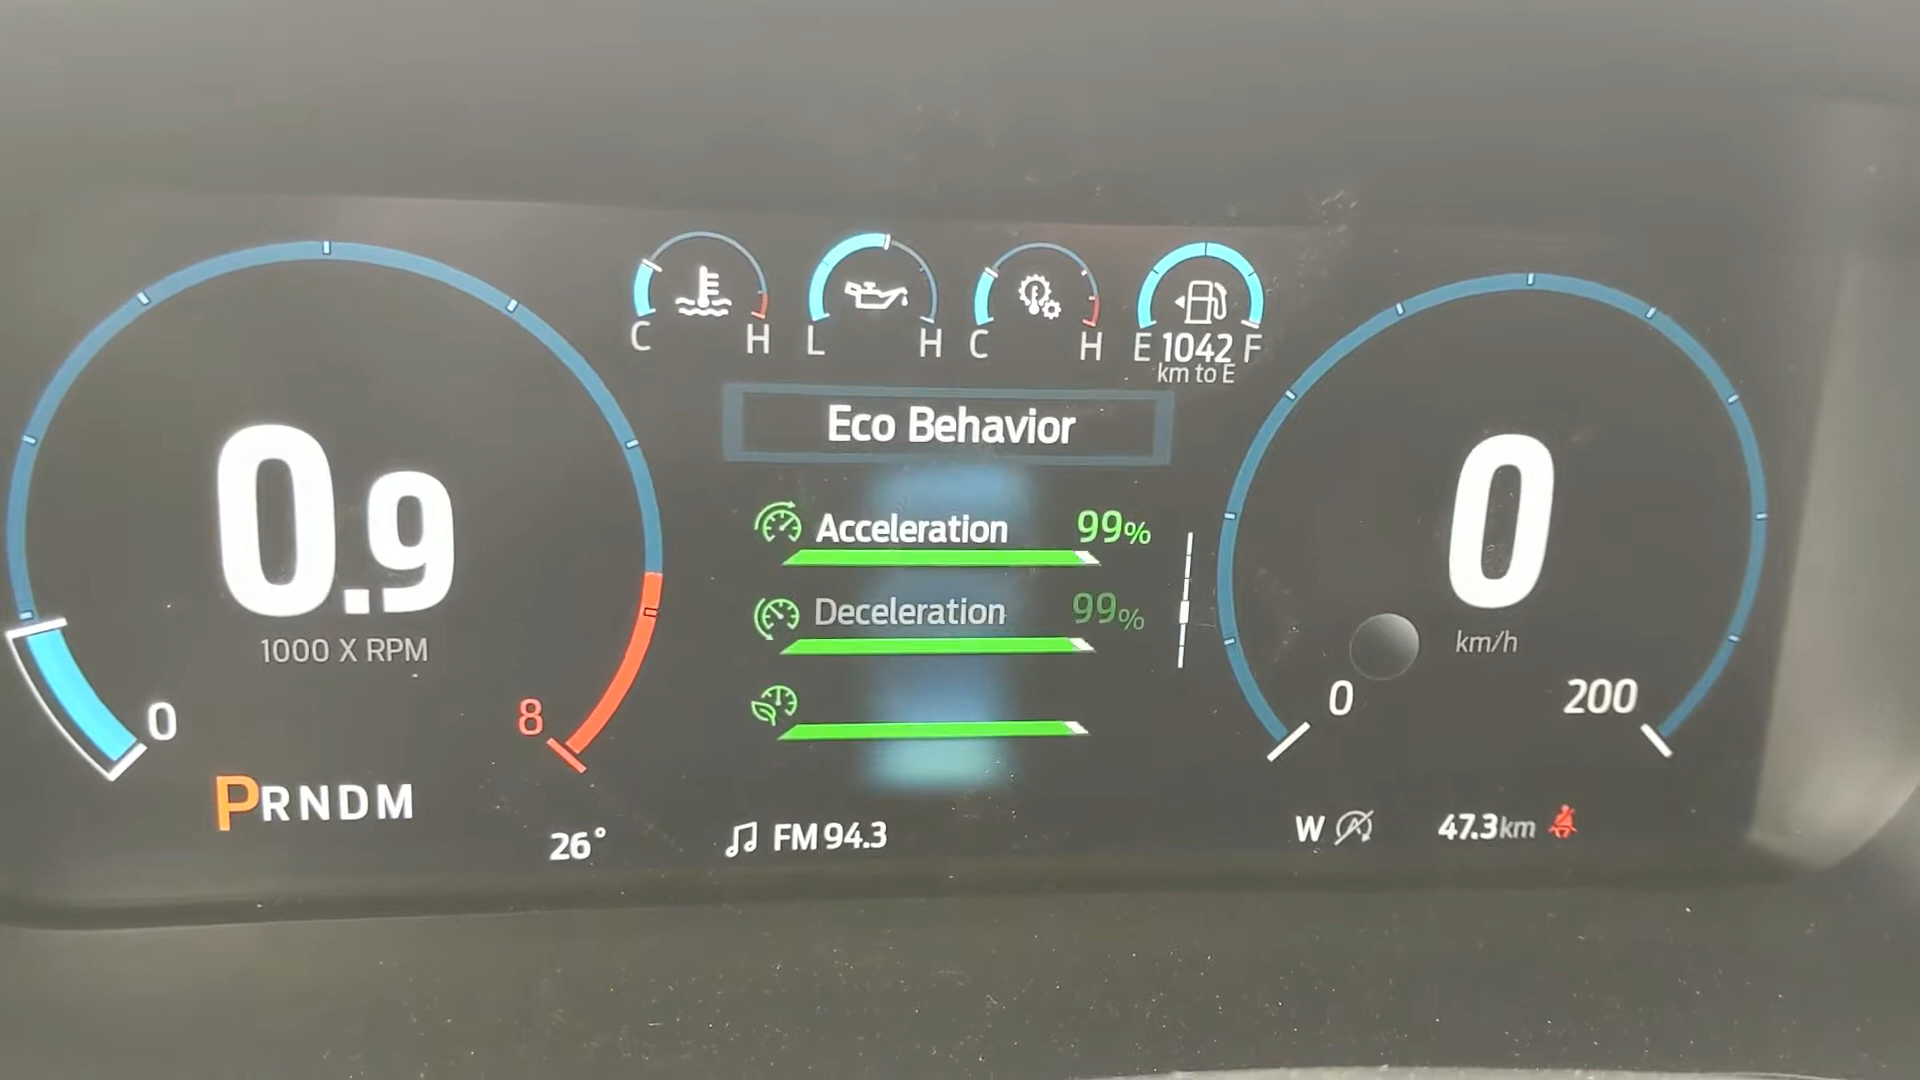 C H L H C H E 1042 F
km to E
Eco Behavior
Acceleration 99%
Deceleration 99%
0.9
1000 X RPM
0 8
PRNDM
26°
FM 94.3
0
km/h
0 200
W A 47.3km